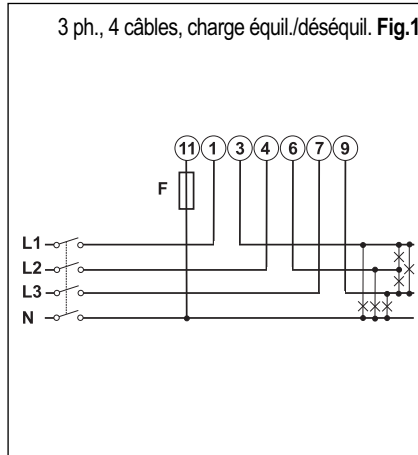 3 ph., 4 câbles, charge équil./déséquil. Fig.1
11 1 3 4 6 7 9
F
L1
L2
L3
N